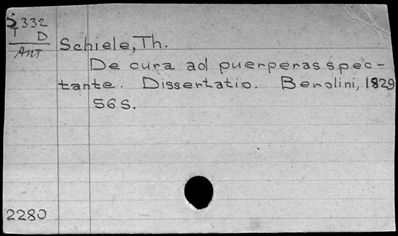 S 332
T D
ANT
Schiele, Th.
De cura ad puerperas spec-
tante. Dissertatio. Berolini, 1829
56 S.
2280